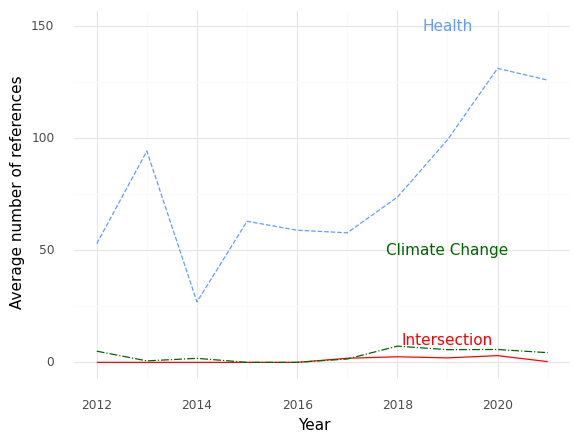 150
Health
100
Average number of references
50
Climate Change
Intersection
0
2012 2014 2016 2018 2020
Year